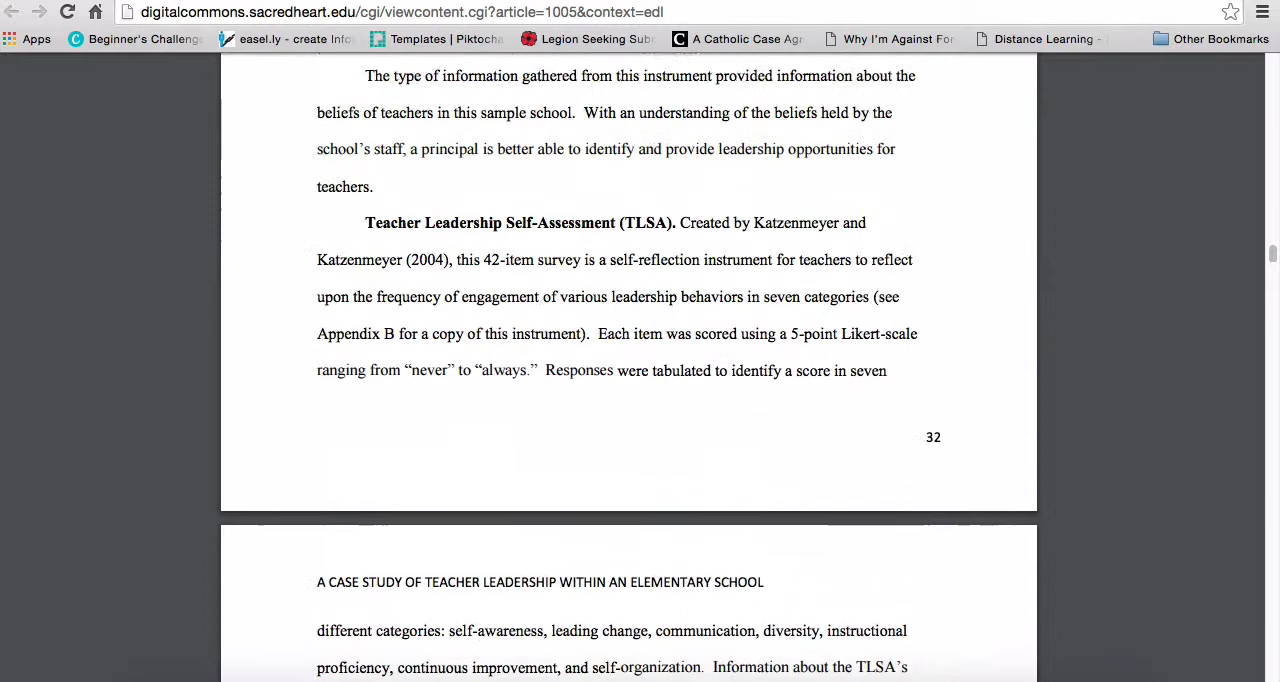 digitalcommons.sacredheart.edu/cgi/viewcontent.cgi?article=1005&context=edl
Apps Beginner's Challeng easel.ly - create Info Templates | Piktocha Legion Seeking Sub A Catholic Case Agr Why I'm Against For Distance Learning - Other Bookmarks
The type of information gathered from this instrument provided information about the
beliefs of teachers in this sample school. With an understanding of the beliefs held by the
school's staff, a principal is better able to identify and provide leadership opportunities for
teachers.
Teacher Leadership Self-Assessment (TLSA). Created by Katzenmeyer and
Katzenmeyer (2004), this 42-item survey is a self-reflection instrument for teachers to reflect
upon the frequency of engagement of various leadership behaviors in seven categories (see
Appendix B for a copy of this instrument). Each item was scored using a 5-point Likert-scale
ranging from “never” to “always.” Responses were tabulated to identify a score in seven
32
A CASE STUDY OF TEACHER LEADERSHIP WITHIN AN ELEMENTARY SCHOOL
different categories: self-awareness, leading change, communication, diversity, instructional
proficiency, continuous improvement, and self-organization. Information about the TLSA's